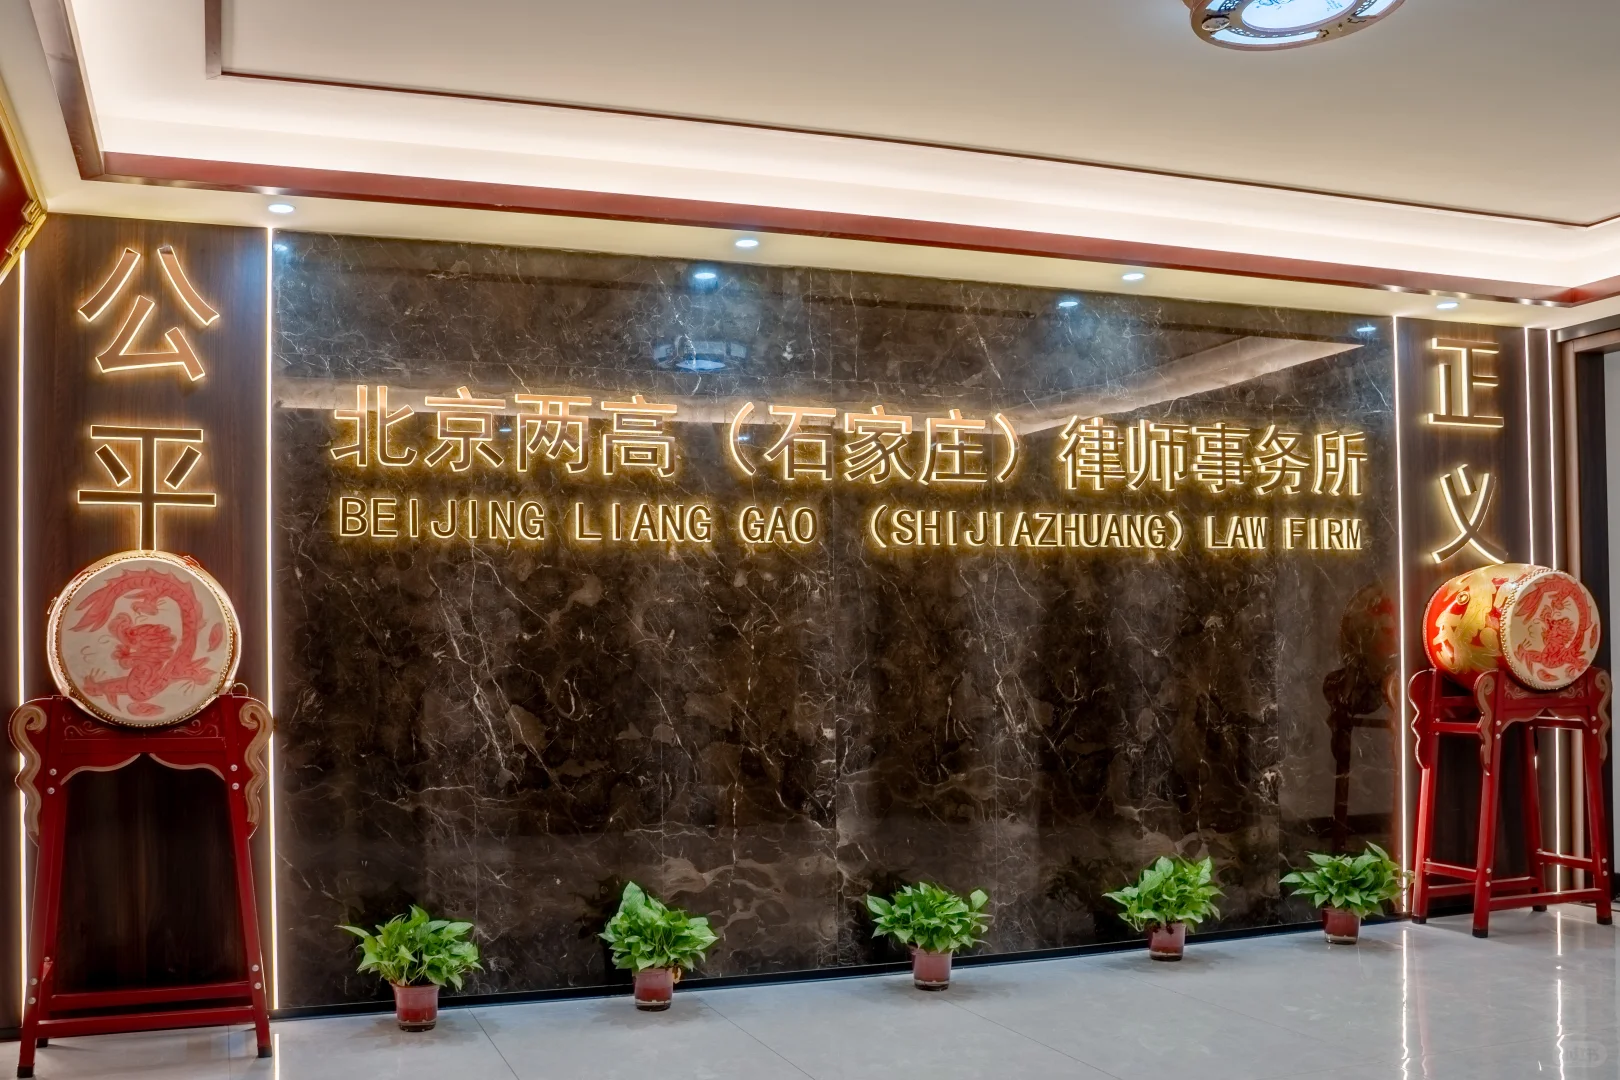 公平
北京两高（石家庄）律师事务所
BEIJING LIANG GAO （SHIJIAZHUANG）LAW FIRM
正义